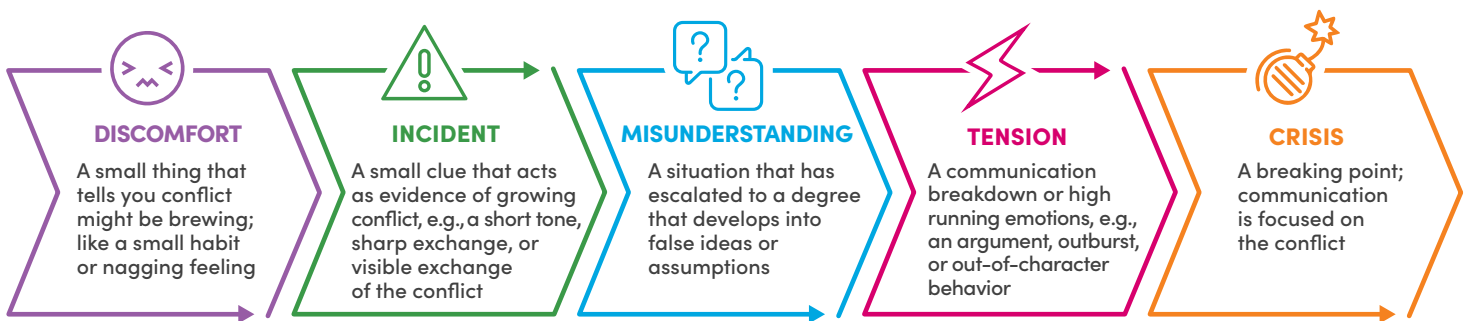 DISCOMFORT
A small thing that
tells you conflict
might be brewing;
like a small habit
or nagging feeling
INCIDENT
A small clue that acts
as evidence of growing
conflict, e.g., a short tone,
sharp exchange, or
visible exchange
of the conflict
? ?
MISUNDERSTANDING
A situation that has
escalated to a degree
that develops into
false ideas or
assumptions
TENSION
A communication
breakdown or high
running emotions, e.g.,
an argument, outburst,
or out-of-character
behavior
CRISIS
A breaking point;
communication
is focused on
the conflict